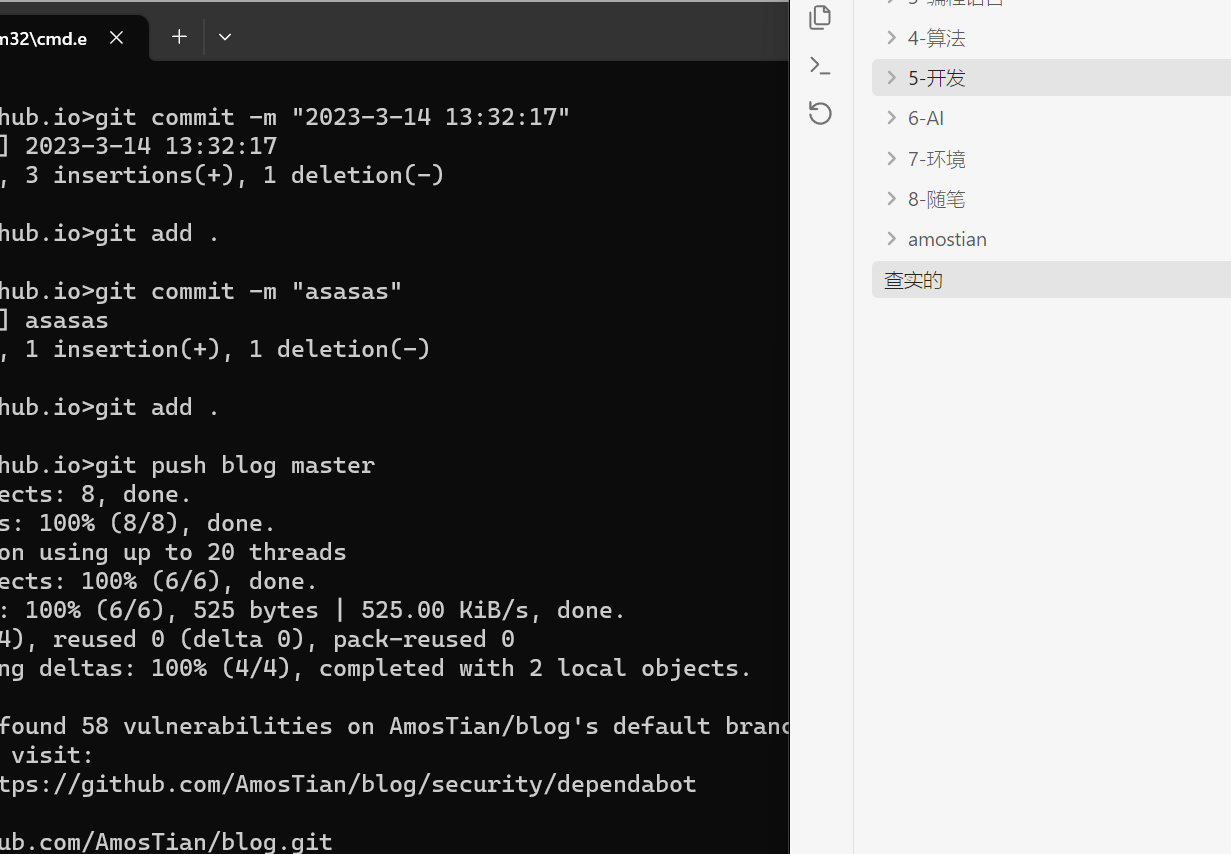 m32\cmd.e
hub.io>git commit -m "2023-3-14 13:32:17"
] 2023-3-14 13:32:17
, 3 insertions(+), 1 deletion(-)
hub.io>git add .
hub.io>git commit -m "asasas"
] asasas
, 1 insertion(+), 1 deletion(-)
hub.io>git add .
hub.io>git push blog master
ects: 8, done.
s: 100% (8/8), done.
on using up to 20 threads
ects: 100% (6/6), done.
: 100% (6/6), 525 bytes | 525.00 KiB/s, done.
4), reused 0 (delta 0), pack-reused 0
ng deltas: 100% (4/4), completed with 2 local objects.
found 58 vulnerabilities on AmosTian/blog's default branc
visit:
tps://github.com/AmosTian/blog/security/dependabot
ub.com/AmosTian/blog.git
3-编程语言
4-算法
5-开发
6-AI
7-环境
8-随笔
amostian
查实的